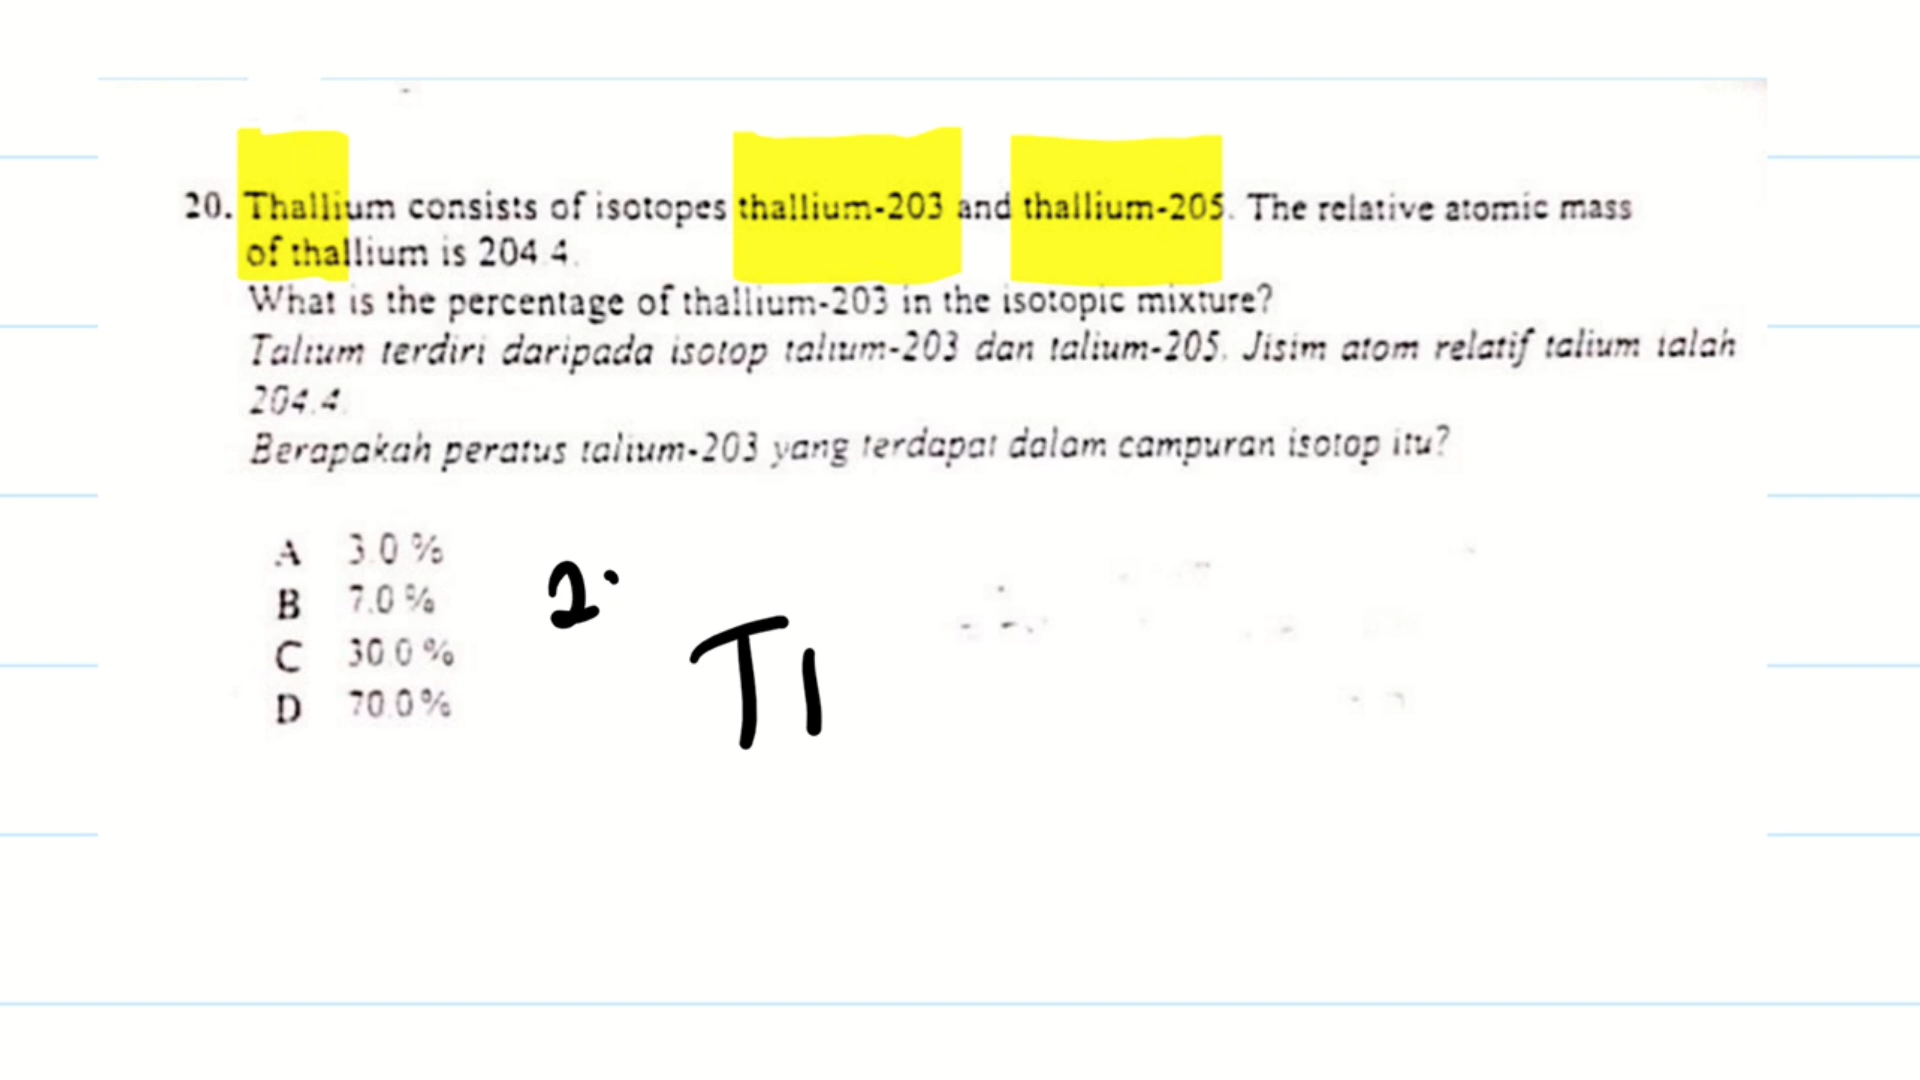 20. Thallium consists of isotopes thallium-203 and thallium-205. The relative atomic mass
of thallium is 204.4.
What is the percentage of thallium-203 in the isotopic mixture?
Talium terdiri daripada isotop talium-203 dan talium-205. Jisim atom relatif talium ialah
204.4.
Berapakah peratus talium-203 yang terdapat dalam campuran isotop itu?
A 3.0 %
B 7.0 %
C 30.0 %
D 70.0 %
2.
Tl